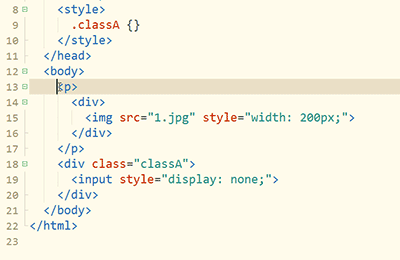 8 <style>
9 .classA {}
10 </style>
11 </head>
12 <body>
13 <p>
14 <div>
15 <img src="1.jpg" style="width: 200px;">
16 </div>
17 </p>
18 <div class="classA">
19 <input style="display: none;">
20 </div>
21 </body>
22 </html>
23